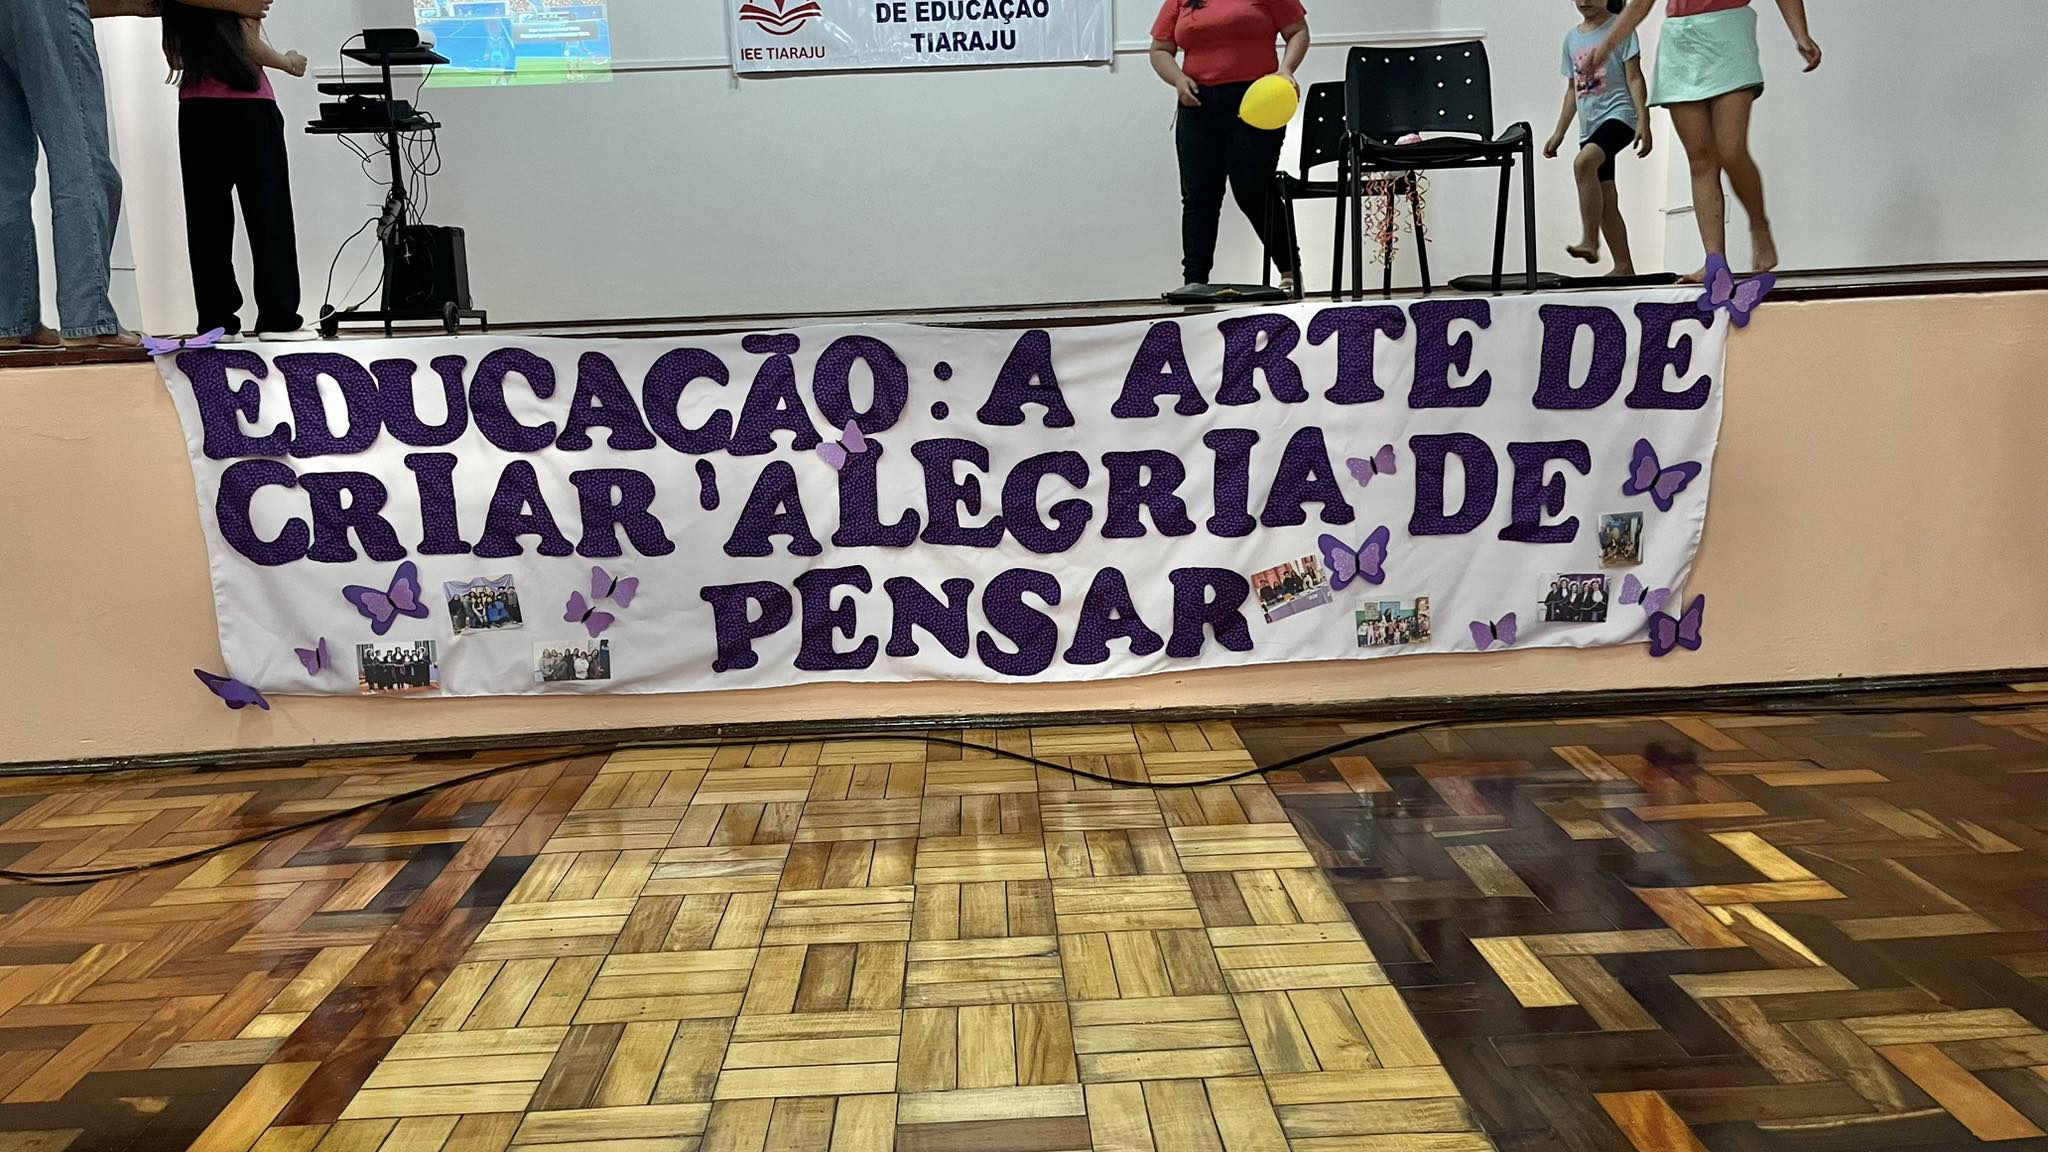 DE EDUCAÇÃO
TIARAJU
IEE TIARAJU
EDUCAÇÃO: A ARTE DE
CRIAR 'ALEGRIA DE
PENSAR